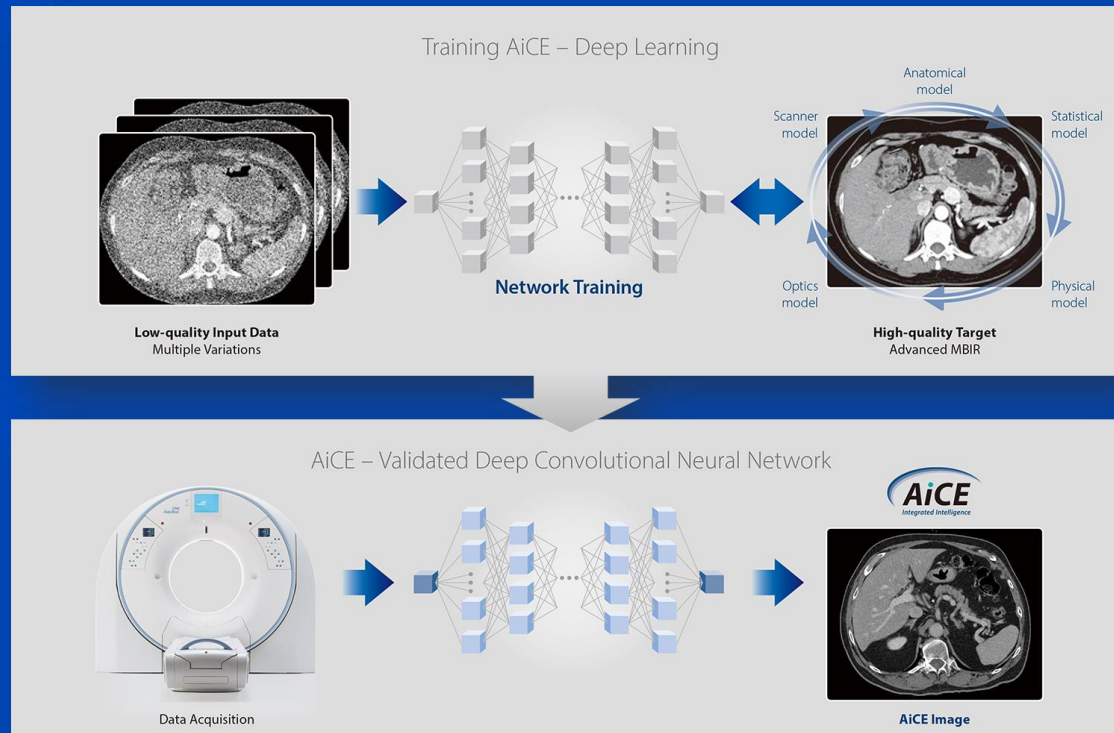 Training AiCE – Deep Learning
Anatomical
model
Scanner
model
Statistical
model
Network Training
Optics
model
Physical
model
Low-quality Input Data
Multiple Variations
High-quality Target
Advanced MBIR
AiCE – Validated Deep Convolutional Neural Network
AiCE
Integrated Intelligence
Data Acquisition
AiCE Image